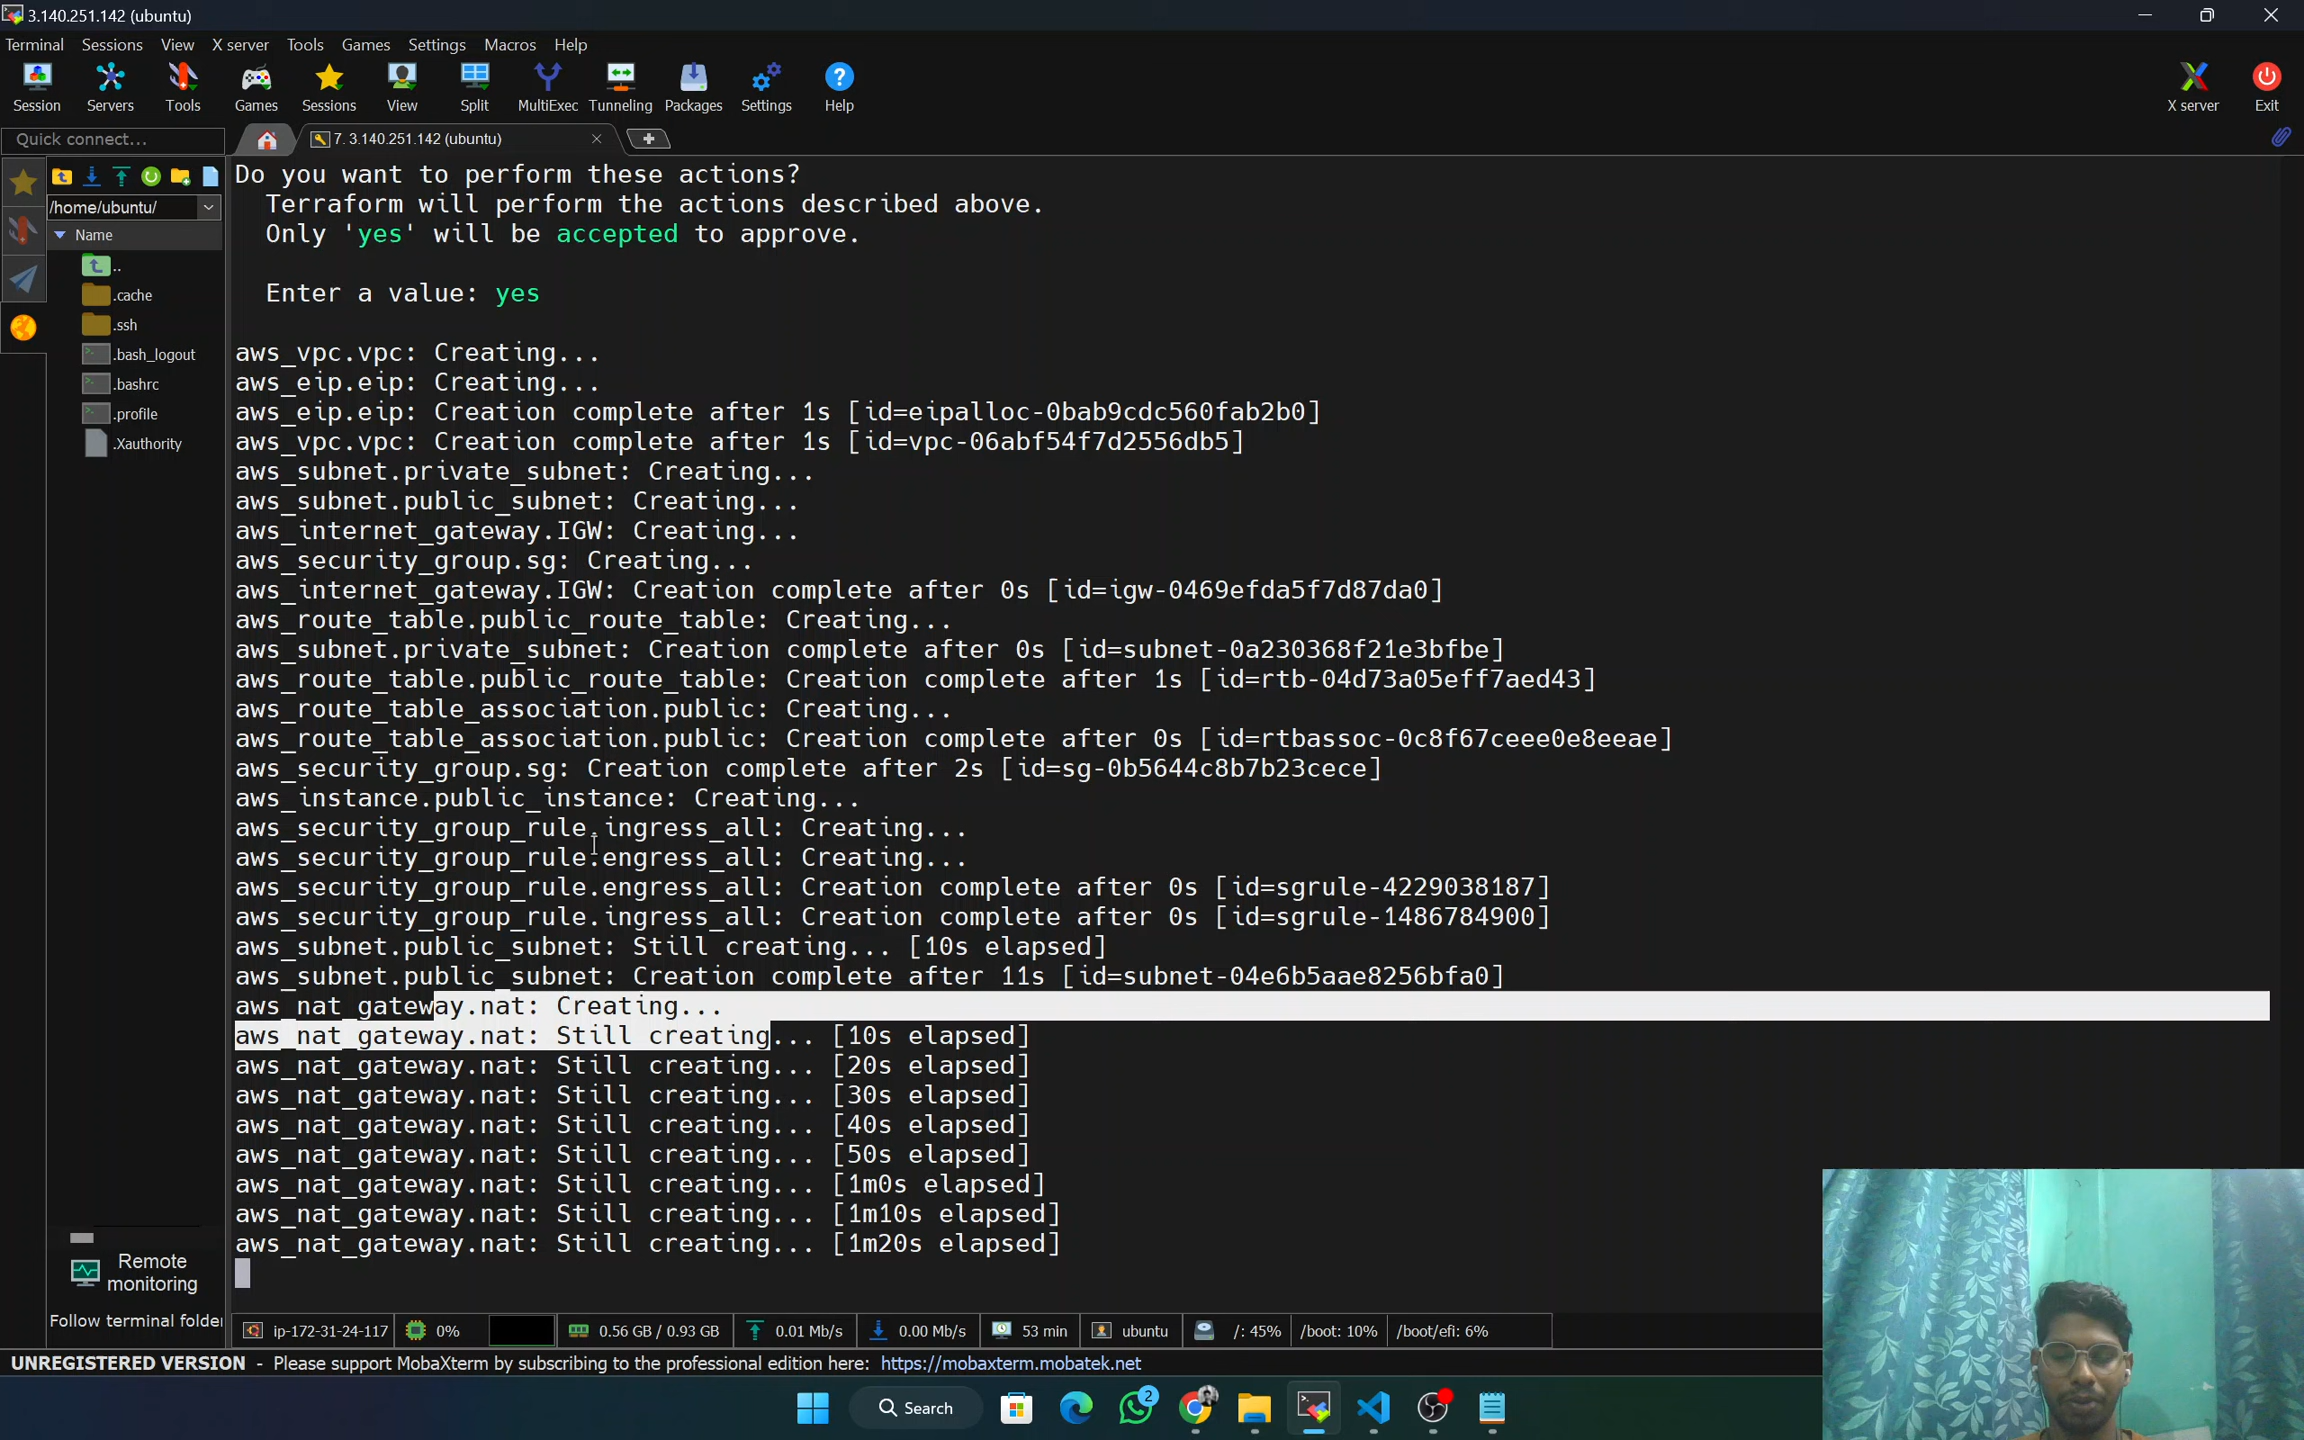 3.140.251.142 (ubuntu)
Terminal Sessions View X server Tools Games Settings Macros Help
Session Servers Tools Games Sessions View Split MultiExec Tunneling Packages Settings Help X server Exit
Quick connect... 7. 3.140.251.142 (ubuntu)
/home/ubuntu/
Name
..
.cache
.ssh
.bash_logout
.bashrc
.profile
.Xauthority
Remote
monitoring
Follow terminal folder
Do you want to perform these actions?
Terraform will perform the actions described above.
Only 'yes' will be accepted to approve.
Enter a value: yes
aws_vpc.vpc: Creating...
aws_eip.eip: Creating...
aws_eip.eip: Creation complete after 1s [id=eipalloc-0bab9cdc560fab2b0]
aws_vpc.vpc: Creation complete after 1s [id=vpc-06abf54f7d2556db5]
aws_subnet.private_subnet: Creating...
aws_subnet.public_subnet: Creating...
aws_internet_gateway.IGW: Creating...
aws_security_group.sg: Creating...
aws_internet_gateway.IGW: Creation complete after 0s [id=igw-0469efda5f7d87da0]
aws_route_table.public_route_table: Creating...
aws_subnet.private_subnet: Creation complete after 0s [id=subnet-0a230368f21e3bfbe]
aws_route_table.public_route_table: Creation complete after 1s [id=rtb-04d73a05eff7aed43]
aws_route_table_association.public: Creating...
aws_route_table_association.public: Creation complete after 0s [id=rtbassoc-0c8f67ceee0e8eeae]
aws_security_group.sg: Creation complete after 2s [id=sg-0b5644c8b7b23cece]
aws_instance.public_instance: Creating...
aws_security_group_rule.ingress_all: Creating...
aws_security_group_rule.engress_all: Creating...
aws_security_group_rule.engress_all: Creation complete after 0s [id=sgrule-4229038187]
aws_security_group_rule.ingress_all: Creation complete after 0s [id=sgrule-1486784900]
aws_subnet.public_subnet: Still creating... [10s elapsed]
aws_subnet.public_subnet: Creation complete after 11s [id=subnet-04e6b5aae8256bfa0]
aws_nat_gateway.nat: Creating...
aws_nat_gateway.nat: Still creating... [10s elapsed]
aws_nat_gateway.nat: Still creating... [20s elapsed]
aws_nat_gateway.nat: Still creating... [30s elapsed]
aws_nat_gateway.nat: Still creating... [40s elapsed]
aws_nat_gateway.nat: Still creating... [50s elapsed]
aws_nat_gateway.nat: Still creating... [1m0s elapsed]
aws_nat_gateway.nat: Still creating... [1m10s elapsed]
aws_nat_gateway.nat: Still creating... [1m20s elapsed]
ip-172-31-24-117 0% 0.56 GB / 0.93 GB 0.01 Mb/s 0.00 Mb/s 53 min ubuntu /: 45% /boot: 10% /boot/efi: 6%
UNREGISTERED VERSION - Please support MobaXterm by subscribing to the professional edition here: https://mobaxterm.mobatek.net
Search 2